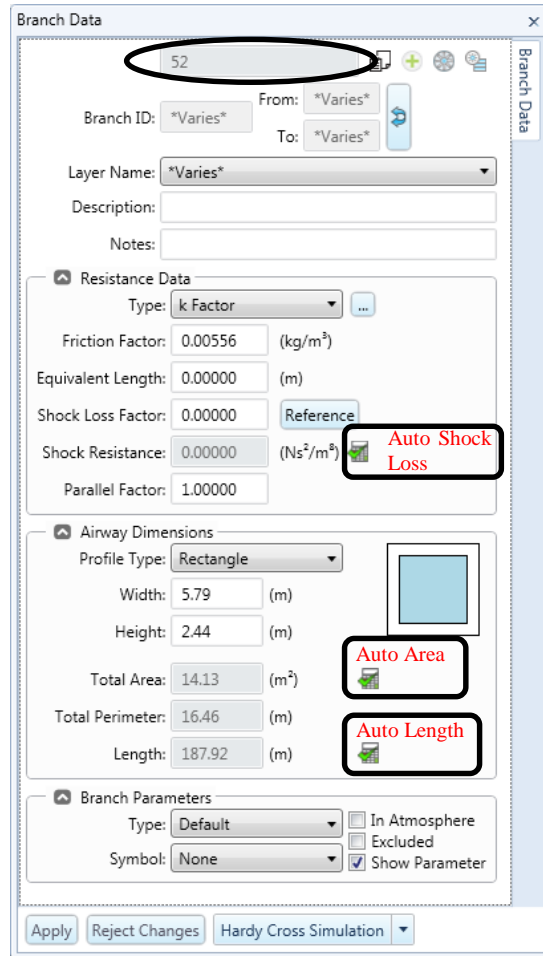 Branch Data
Branch Data
52
Branch ID: *Varies* From: *Varies*
To: *Varies*
Layer Name: *Varies*
Description:
Notes:
Resistance Data
Type: k Factor ...
Friction Factor: 0.00556 (kg/m³)
Equivalent Length: 0.00000 (m)
Shock Loss Factor: 0.00000 Reference
Shock Resistance: 0.00000 (Ns²/m⁸) Auto Shock
Loss
Parallel Factor: 1.00000
Airway Dimensions
Profile Type: Rectangle
Width: 5.79 (m)
Height: 2.44 (m)
Auto Area
Total Area: 14.13 (m²)
Total Perimeter: 16.46 (m)
Auto Length
Length: 187.92 (m)
Branch Parameters
Type: Default In Atmosphere
Excluded
Symbol: None Show Parameter
Apply Reject Changes Hardy Cross Simulation